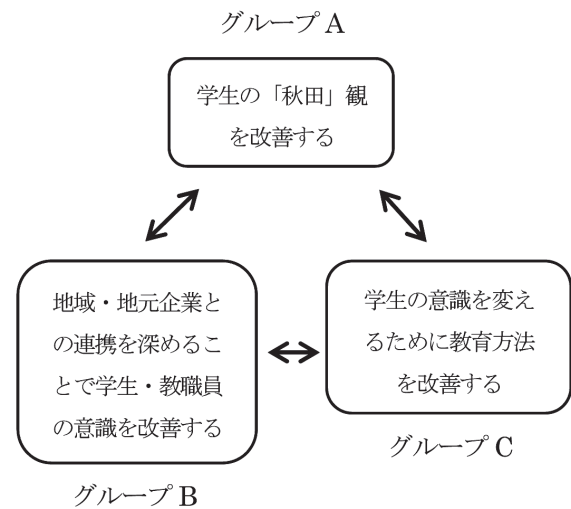 グループ A
学生の「秋田」観
を改善する
地域・地元企業と
の連携を深めるこ
とで学生・教職員
の意識を改善する
グループ B
学生の意識を変え
るために教育方法
を改善する
グループ C